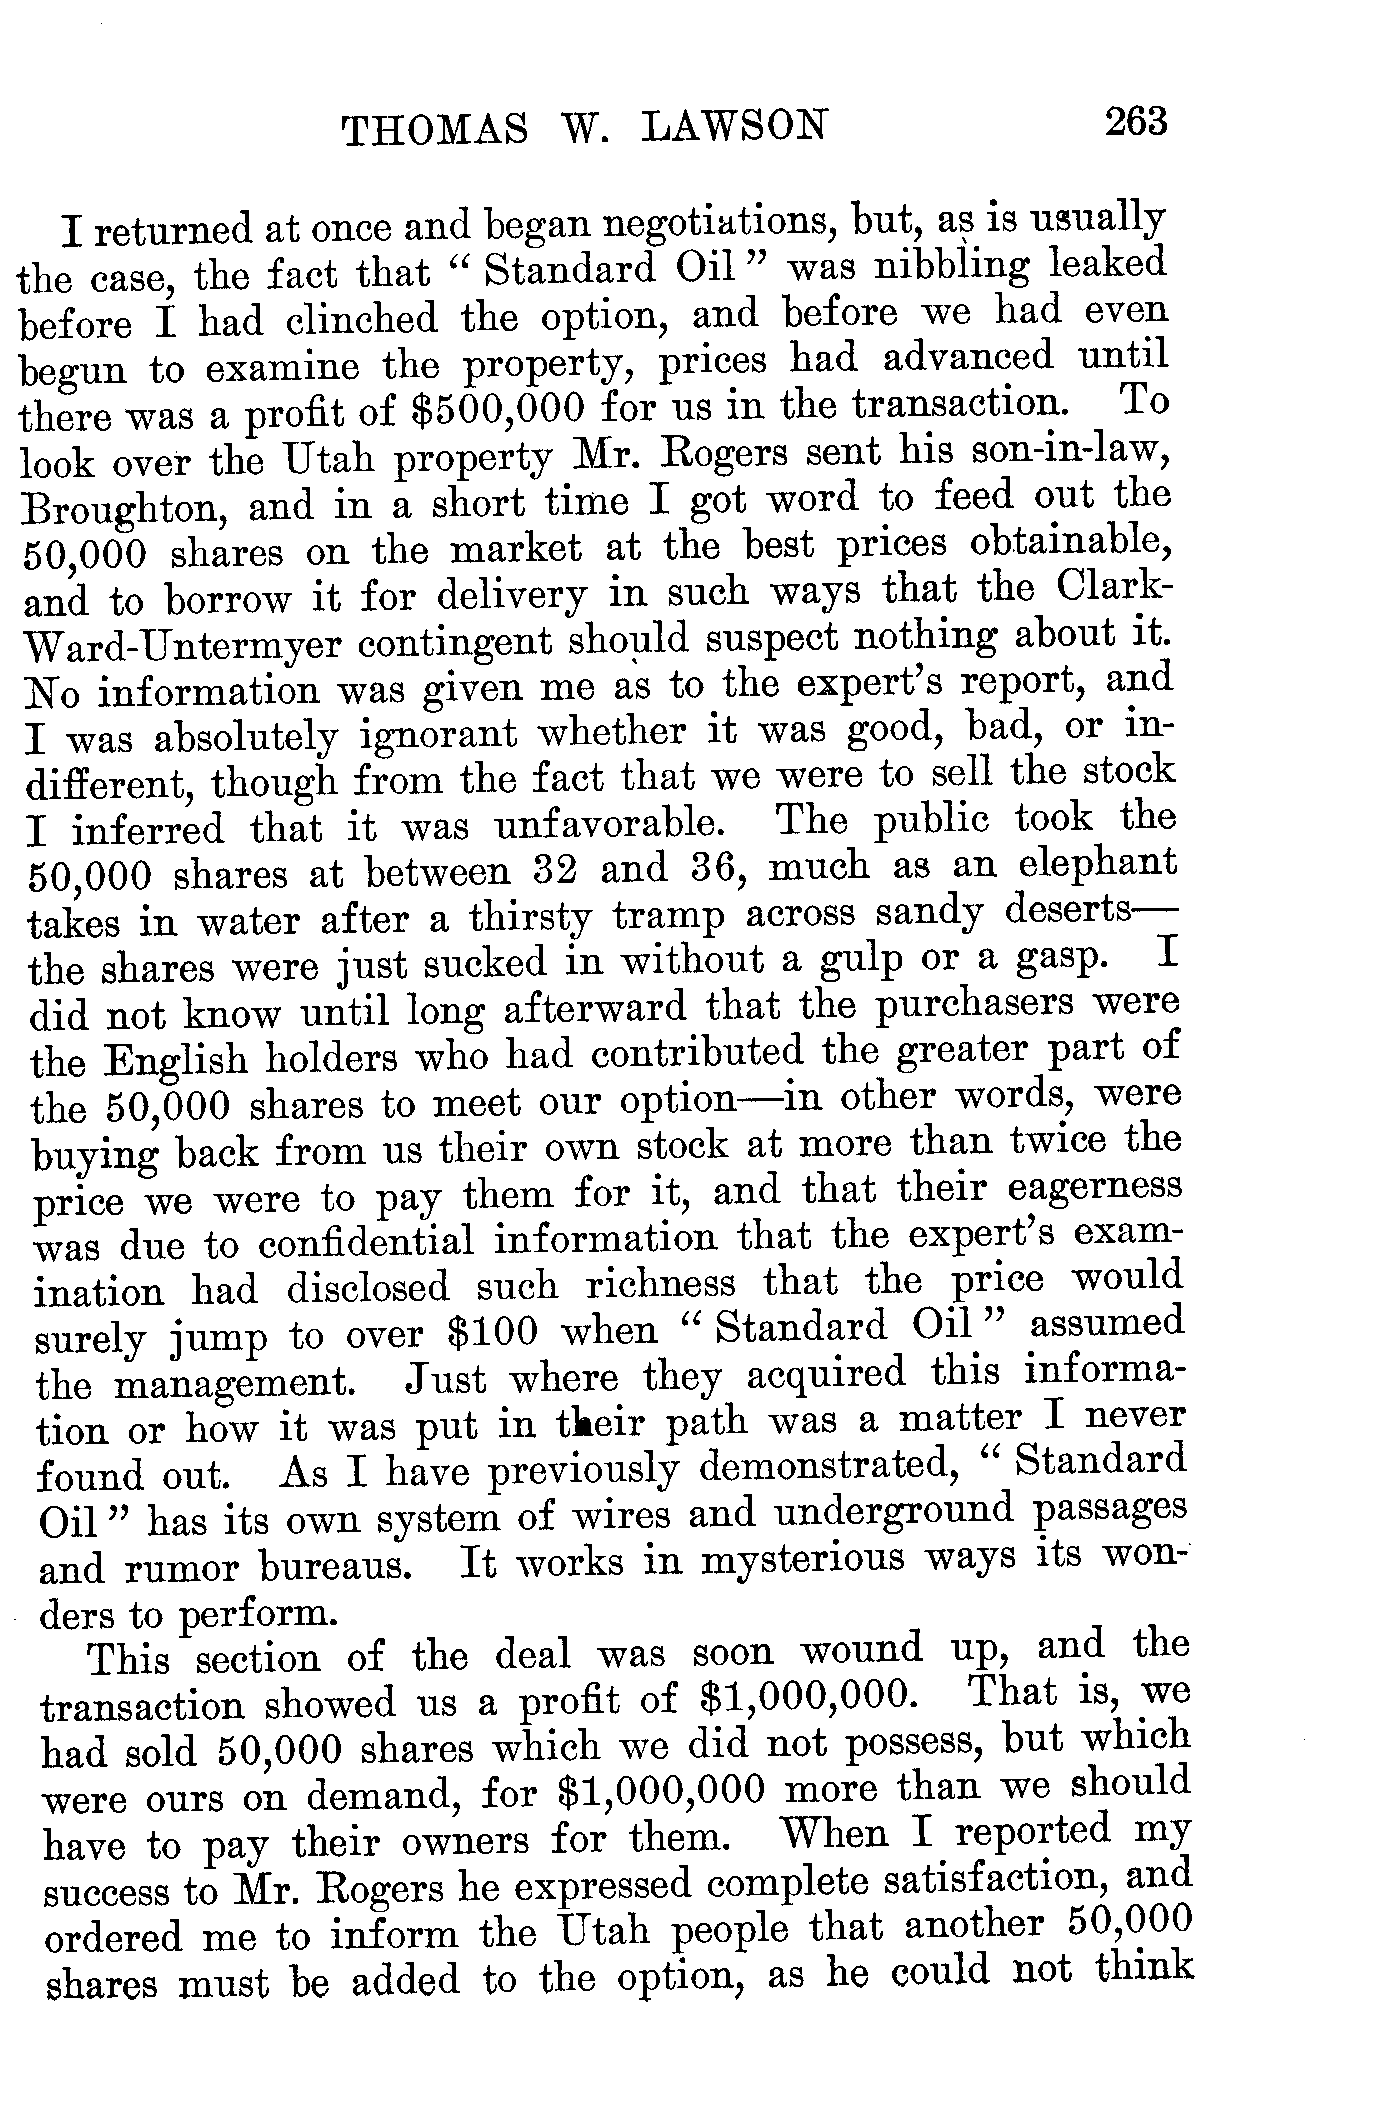 THOMAS W. LAWSON 263
I returned at once and began negotiations, but, as is usually
the case, the fact that “ Standard Oil ” was nibbling leaked
before I had clinched the option, and before we had even
begun to examine the property, prices had advanced until
there was a profit of $500,000 for us in the transaction. To
look over the Utah property Mr. Rogers sent his son-in-law,
Broughton, and in a short time I got word to feed out the
50,000 shares on the market at the best prices obtainable,
and to borrow it for delivery in such ways that the Clark-
Ward-Untermyer contingent should suspect nothing about it.
No information was given me as to the expert’s report, and
I was absolutely ignorant whether it was good, bad, or in-
different, though from the fact that we were to sell the stock
I inferred that it was unfavorable. The public took the
50,000 shares at between 32 and 36, much as an elephant
takes in water after a thirsty tramp across sandy deserts—
the shares were just sucked in without a gulp or a gasp. I
did not know until long afterward that the purchasers were
the English holders who had contributed the greater part of
the 50,000 shares to meet our option—in other words, were
buying back from us their own stock at more than twice the
price we were to pay them for it, and that their eagerness
was due to confidential information that the expert’s exam-
ination had disclosed such richness that the price would
surely jump to over $100 when “ Standard Oil ” assumed
the management. Just where they acquired this informa-
tion or how it was put in their path was a matter I never
found out. As I have previously demonstrated, “ Standard
Oil ” has its own system of wires and underground passages
and rumor bureaus. It works in mysterious ways its won-
ders to perform.
This section of the deal was soon wound up, and the
transaction showed us a profit of $1,000,000. That is, we
had sold 50,000 shares which we did not possess, but which
were ours on demand, for $1,000,000 more than we should
have to pay their owners for them. When I reported my
success to Mr. Rogers he expressed complete satisfaction, and
ordered me to inform the Utah people that another 50,000
shares must be added to the option, as he could not think